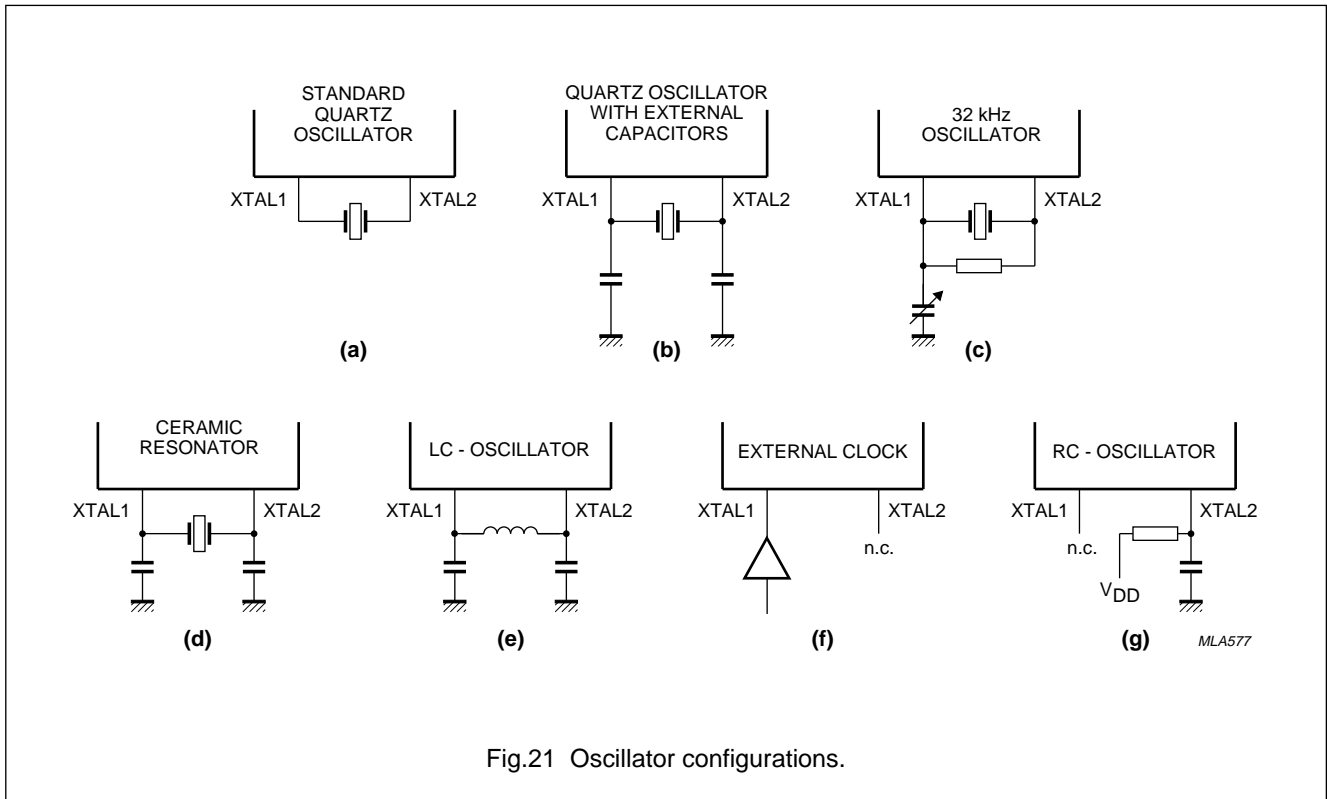 STANDARD
QUARTZ
OSCILLATOR
XTAL1
XTAL2
(a)
QUARTZ OSCILLATOR
WITH EXTERNAL
CAPACITORS
XTAL1
XTAL2
(b)
32 kHz
OSCILLATOR
XTAL1
XTAL2
(c)
CERAMIC
RESONATOR
XTAL1
XTAL2
(d)
LC - OSCILLATOR
XTAL1
XTAL2
(e)
EXTERNAL CLOCK
XTAL1
XTAL2
n.c.
(f)
RC - OSCILLATOR
XTAL1
XTAL2
n.c.
VDD
(g)
MLA577
Fig.21 Oscillator configurations.